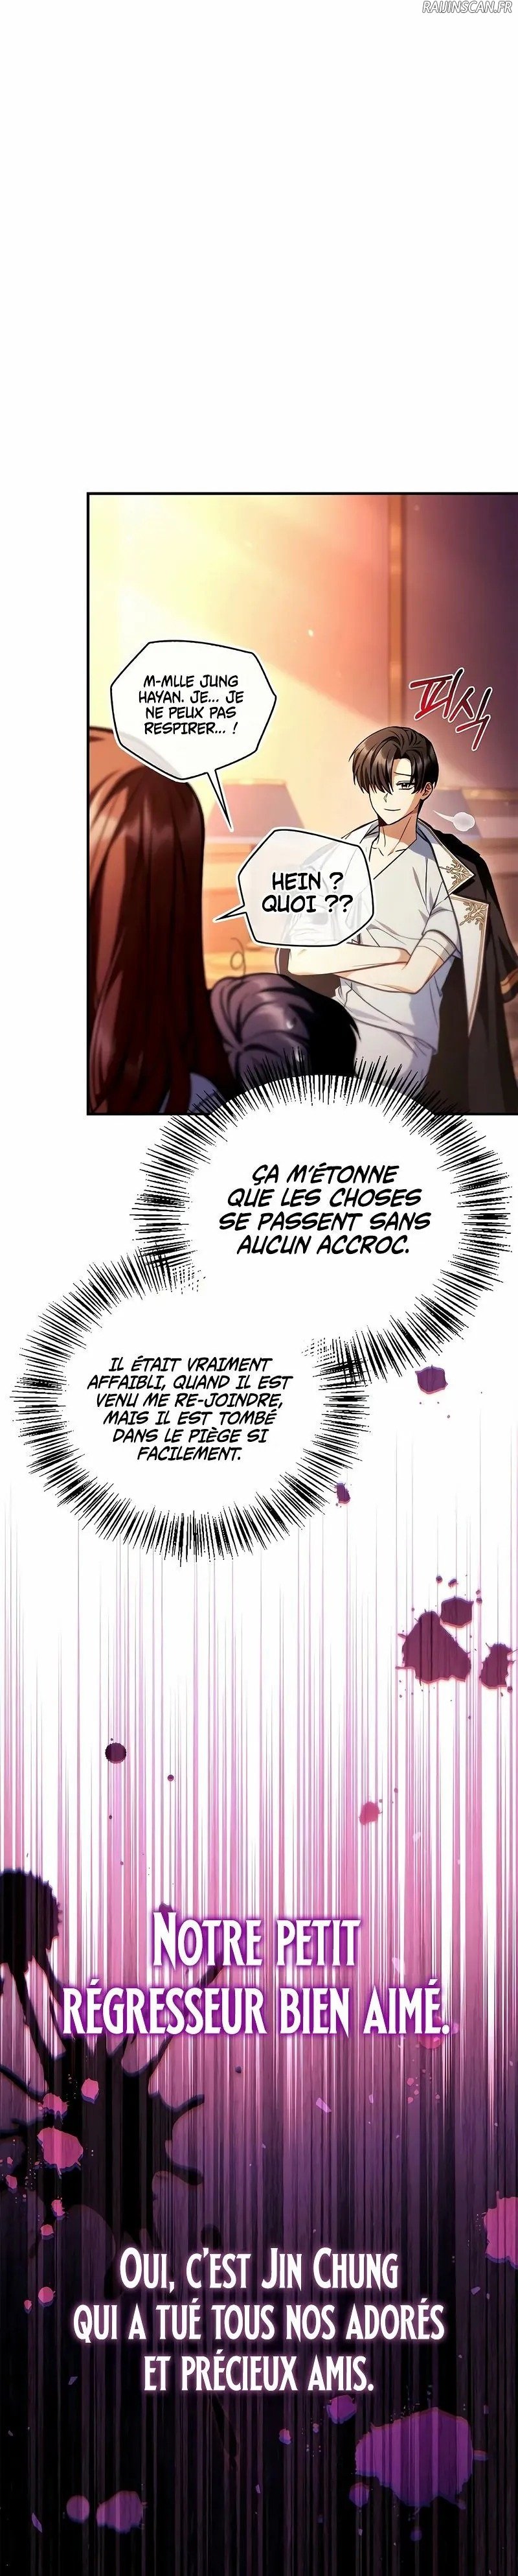 RAIJINSCAN.FR
M-MLLE JUNG
HAYAN. JE... JE
NE PEUX PAS
RESPIRER... !
피식
HEIN ?
QUOI ??
ÇA M'ÉTONNE
QUE LES CHOSES
SE PASSENT SANS
AUCUN ACCROC.
IL ÉTAIT VRAIMENT
AFFAIBLI, QUAND IL EST
VENU ME RE-JOINDRE,
MAIS IL EST TOMBÉ
DANS LE PIÈGE SI
FACILEMENT.
NOTRE PETIT
RÉGRESSEUR BIEN AIMÉ.
OUI, C'EST JIN CHUNG
QUI A TUÉ TOUS NOS ADORÉS
ET PRÉCIEUX AMIS.